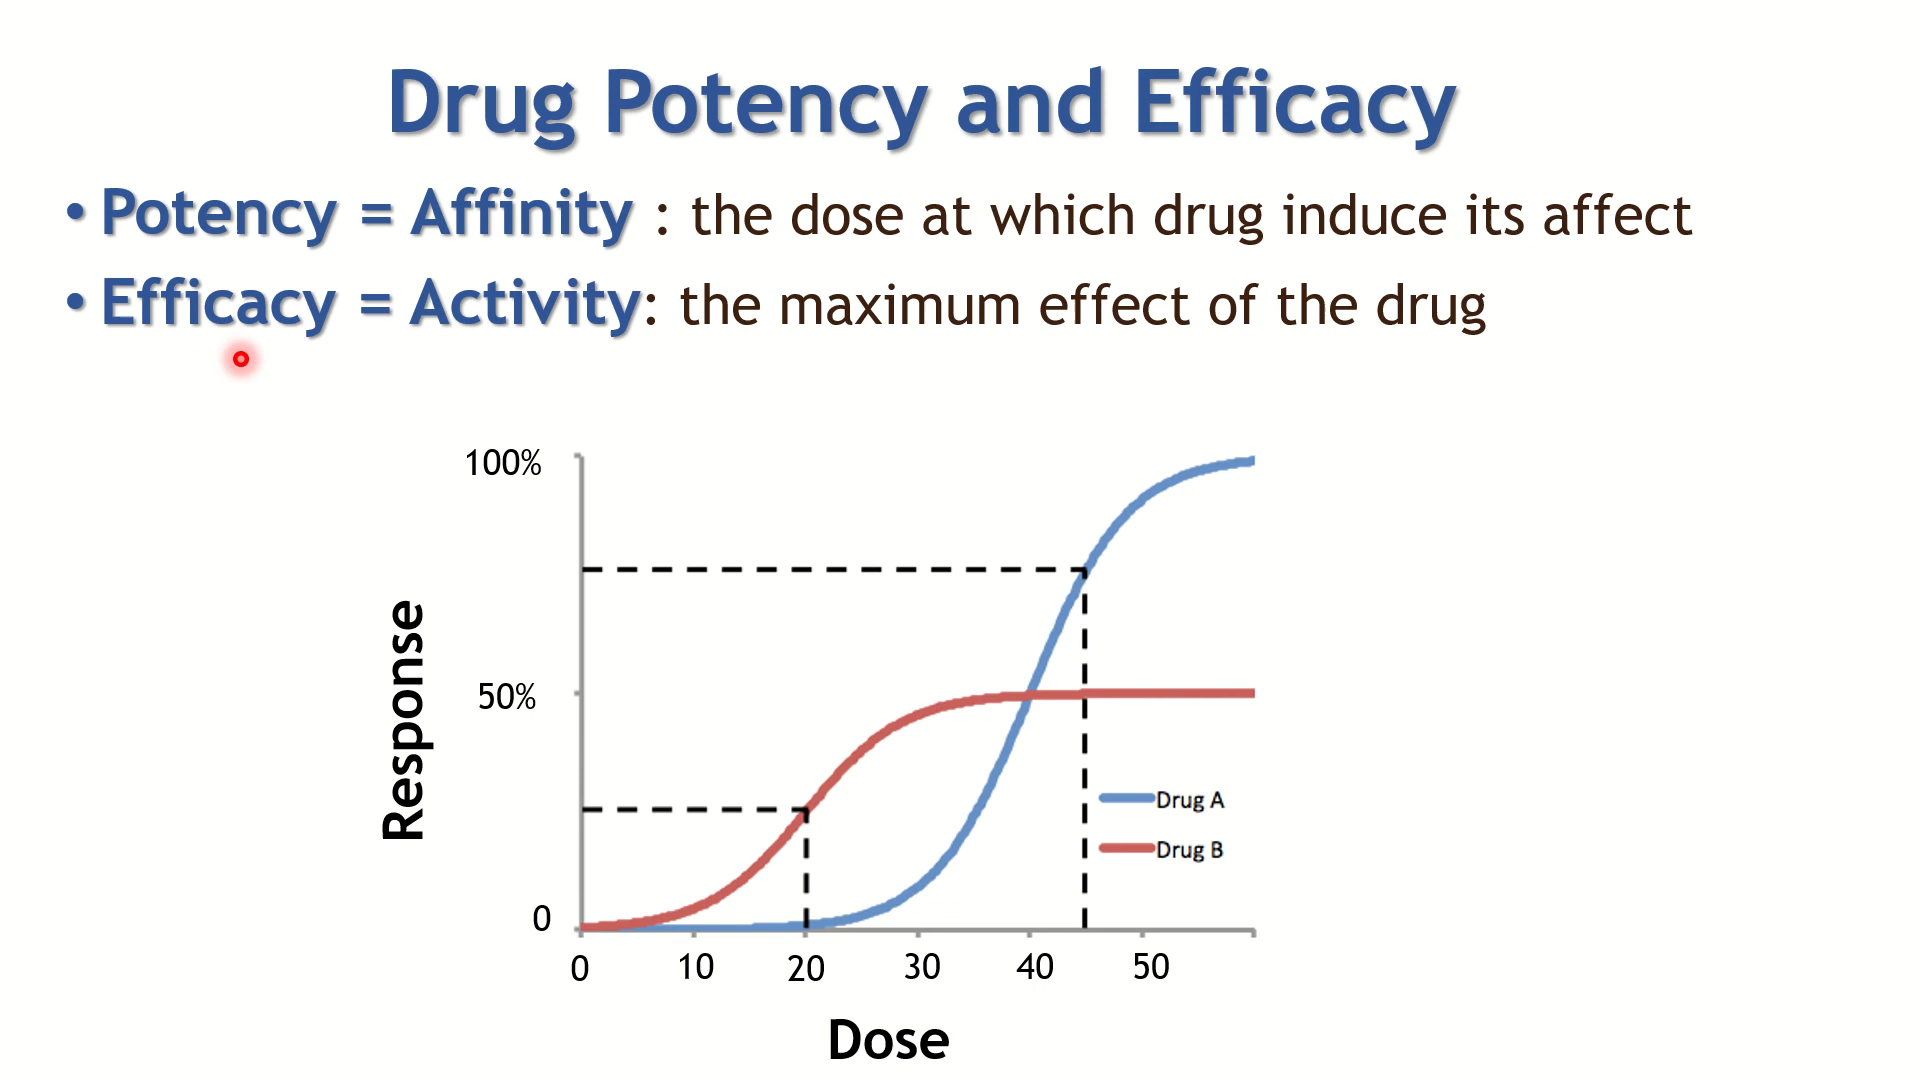 Drug Potency and Efficacy
• Potency = Affinity : the dose at which drug induce its affect
• Efficacy = Activity: the maximum effect of the drug
100%
50%
0
Response
Drug A
Drug B
0 10 20 30 40 50
Dose